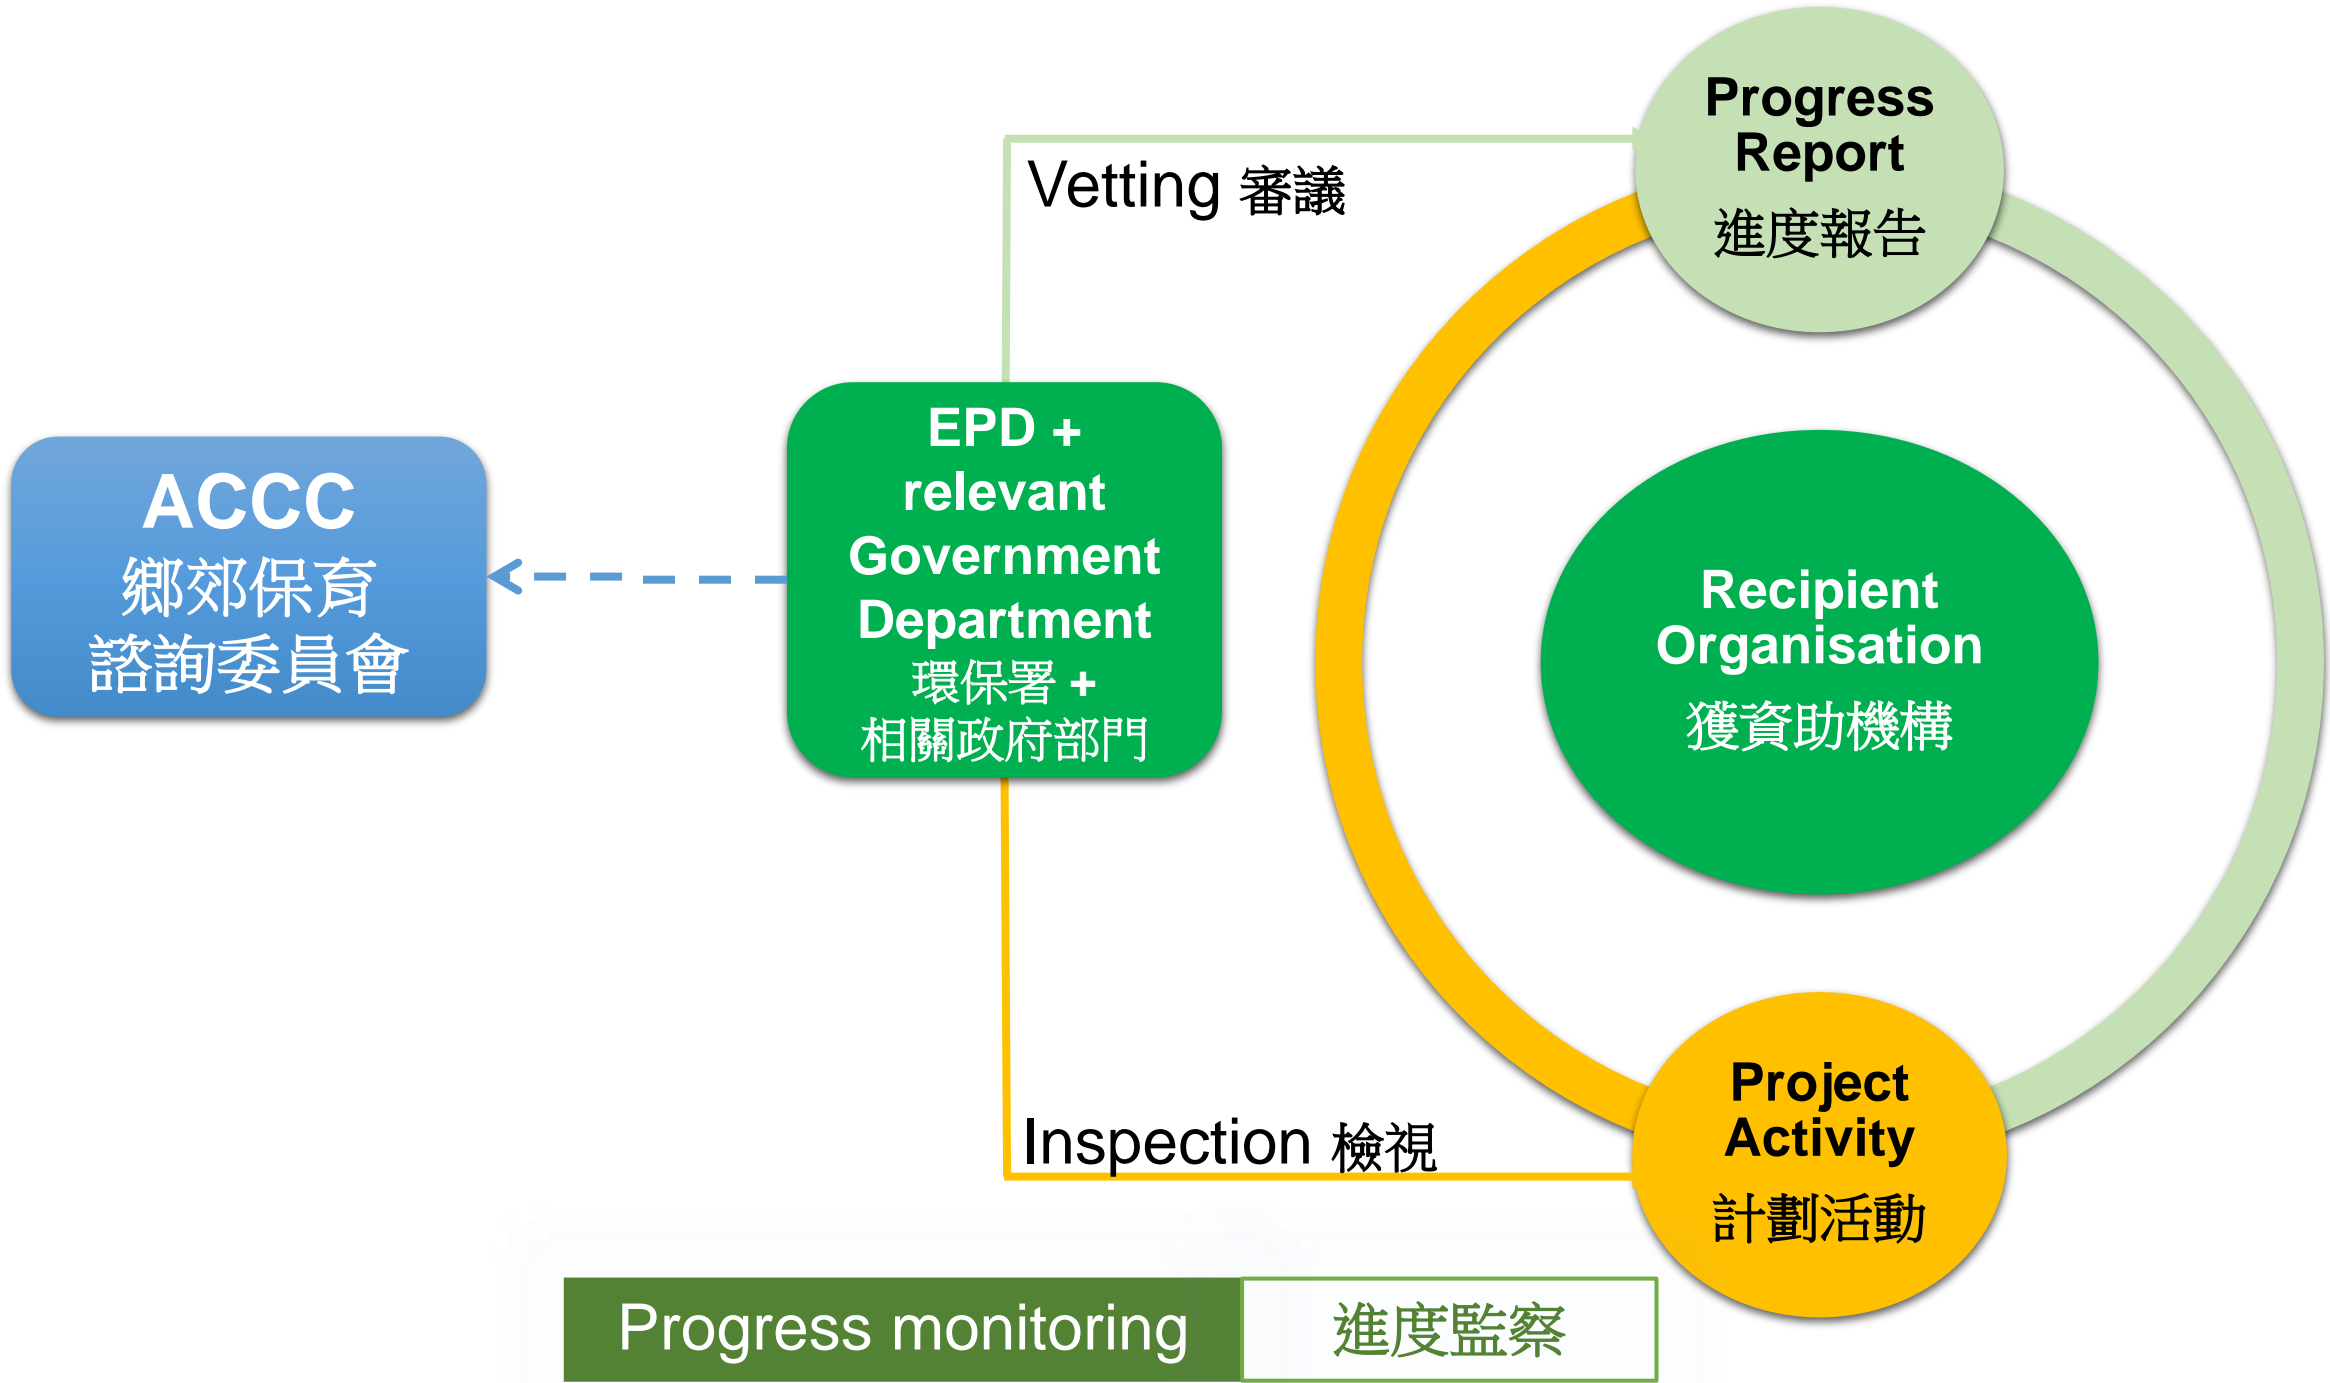 ACCC
鄉郊保育
諮詢委員會
EPD +
relevant
Government
Department
環保署 +
相關政府部門
Vetting 審議
Inspection 檢視
Progress
Report
進度報告
Recipient
Organisation
獲資助機構
Project
Activity
計劃活動
Progress monitoring
進度監察